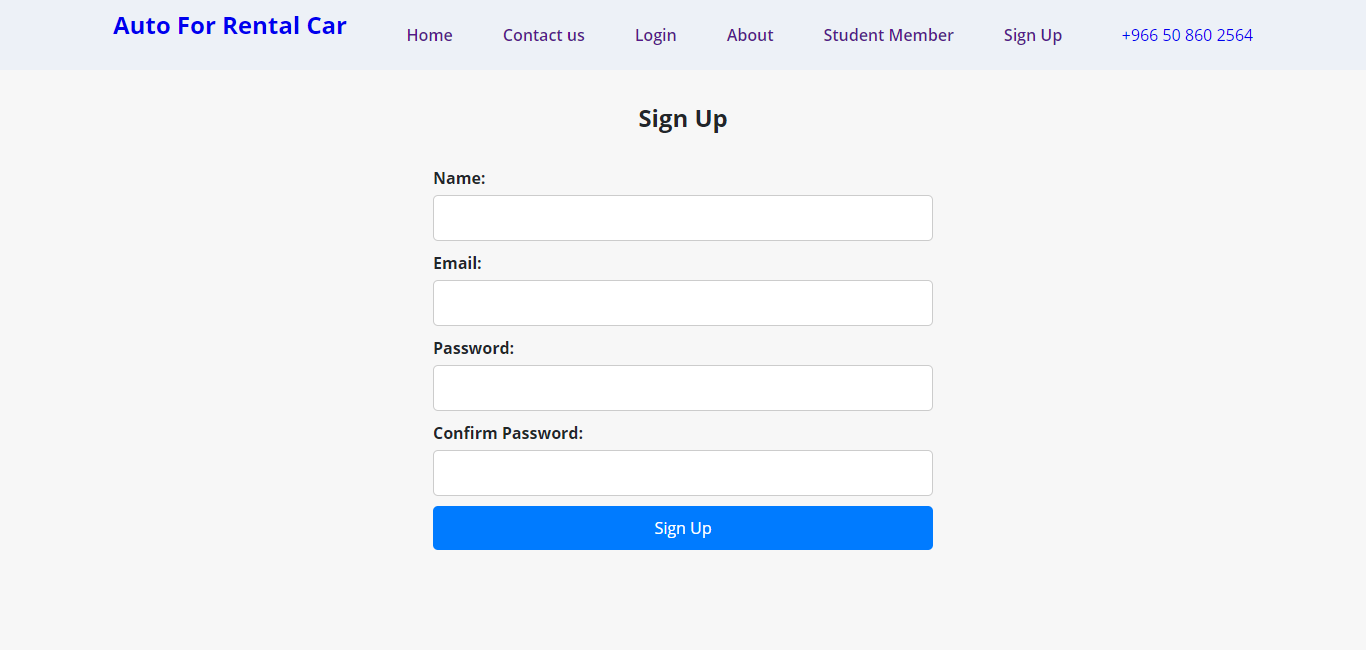 Auto For Rental Car
Home Contact us Login About Student Member Sign Up +966 50 860 2564
Sign Up
Name:
Email:
Password:
Confirm Password:
Sign Up